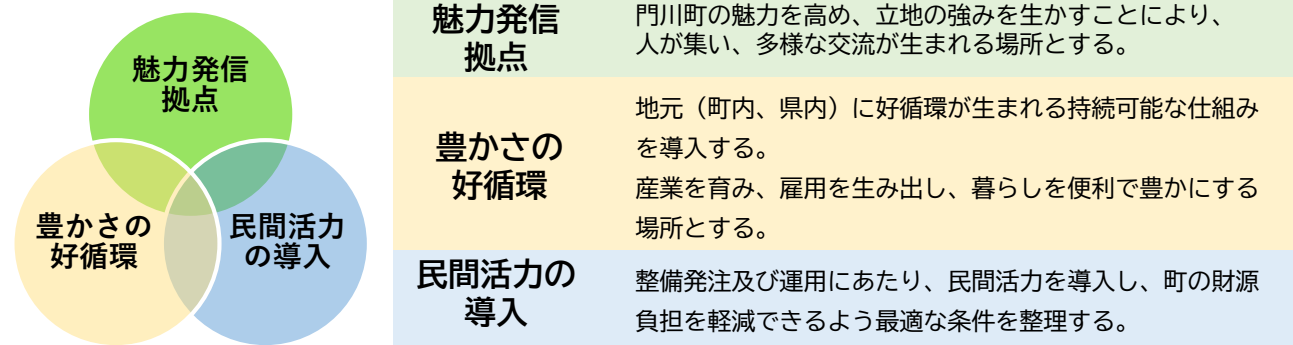 魅力発信
拠点
豊かさの
好循環
民間活力
の導入
魅力発信
拠点
門川町の魅力を高め、立地の強みを生かすことにより、
人が集い、多様な交流が生まれる場所とする。
豊かさの
好循環
地元（町内、県内）に好循環が生まれる持続可能な仕組み
を導入する。
産業を育み、雇用を生み出し、暮らしを便利で豊かにする
場所とする。
民間活力の
導入
整備発注及び運用にあたり、民間活力を導入し、町の財源
負担を軽減できるよう最適な条件を整理する。